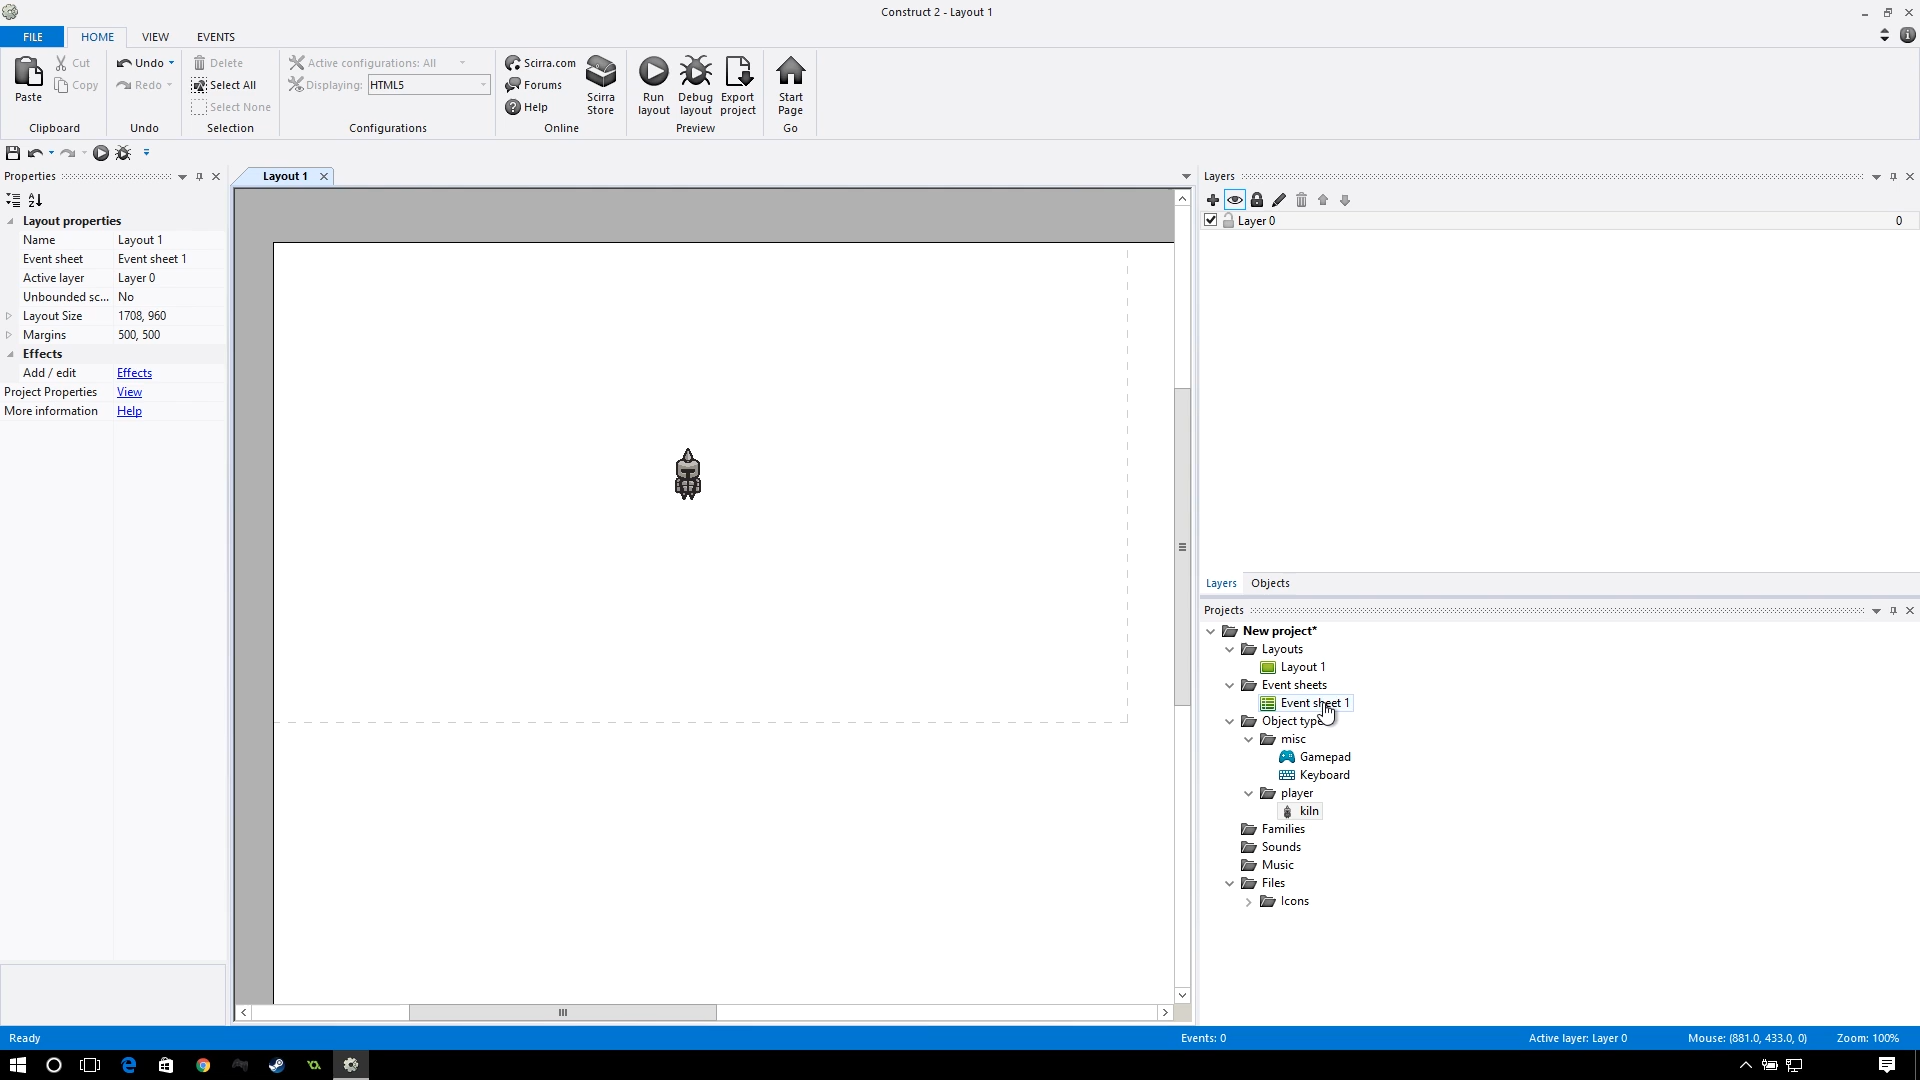 Construct 2 - Layout 1
FILE HOME VIEW EVENTS
Paste
Cut
Copy
Clipboard
Undo
Redo
Undo
Delete
Select All
Select None
Selection
Active configurations: All
Displaying: HTML5
Configurations
Scirra.com
Forums
Help
Scirra
Store
Online
Run
layout
Debug
layout
Export
project
Preview
Start
Page
Go
Properties
Layout properties
Name Layout 1
Event sheet Event sheet 1
Active layer Layer 0
Unbounded sc... No
Layout Size 1708, 960
Margins 500, 500
Effects
Add / edit Effects
Project Properties View
More information Help
Layout 1
Layers
Layer 0 0
Layers Objects
Projects
New project*
Layouts
Layout 1
Event sheets
Event sheet 1
Object type
misc
Gamepad
Keyboard
player
kiln
Families
Sounds
Music
Files
Icons
Ready Events: 0 Active layer: Layer 0 Mouse: (881.0, 433.0, 0) Zoom: 100%